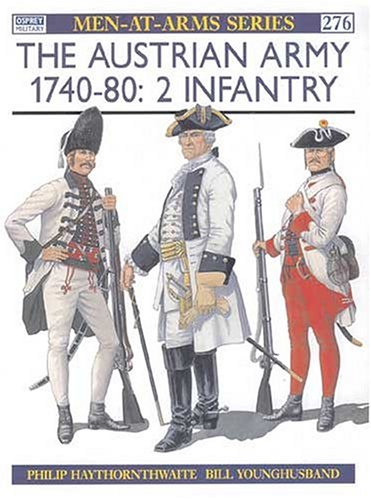 OSPREY
MILITARY
MEN-AT-ARMS SERIES
276
THE AUSTRIAN ARMY
1740-80: 2 INFANTRY
PHILIP HAYTHORNTHWAITE BILL YOUNGHUSBAND